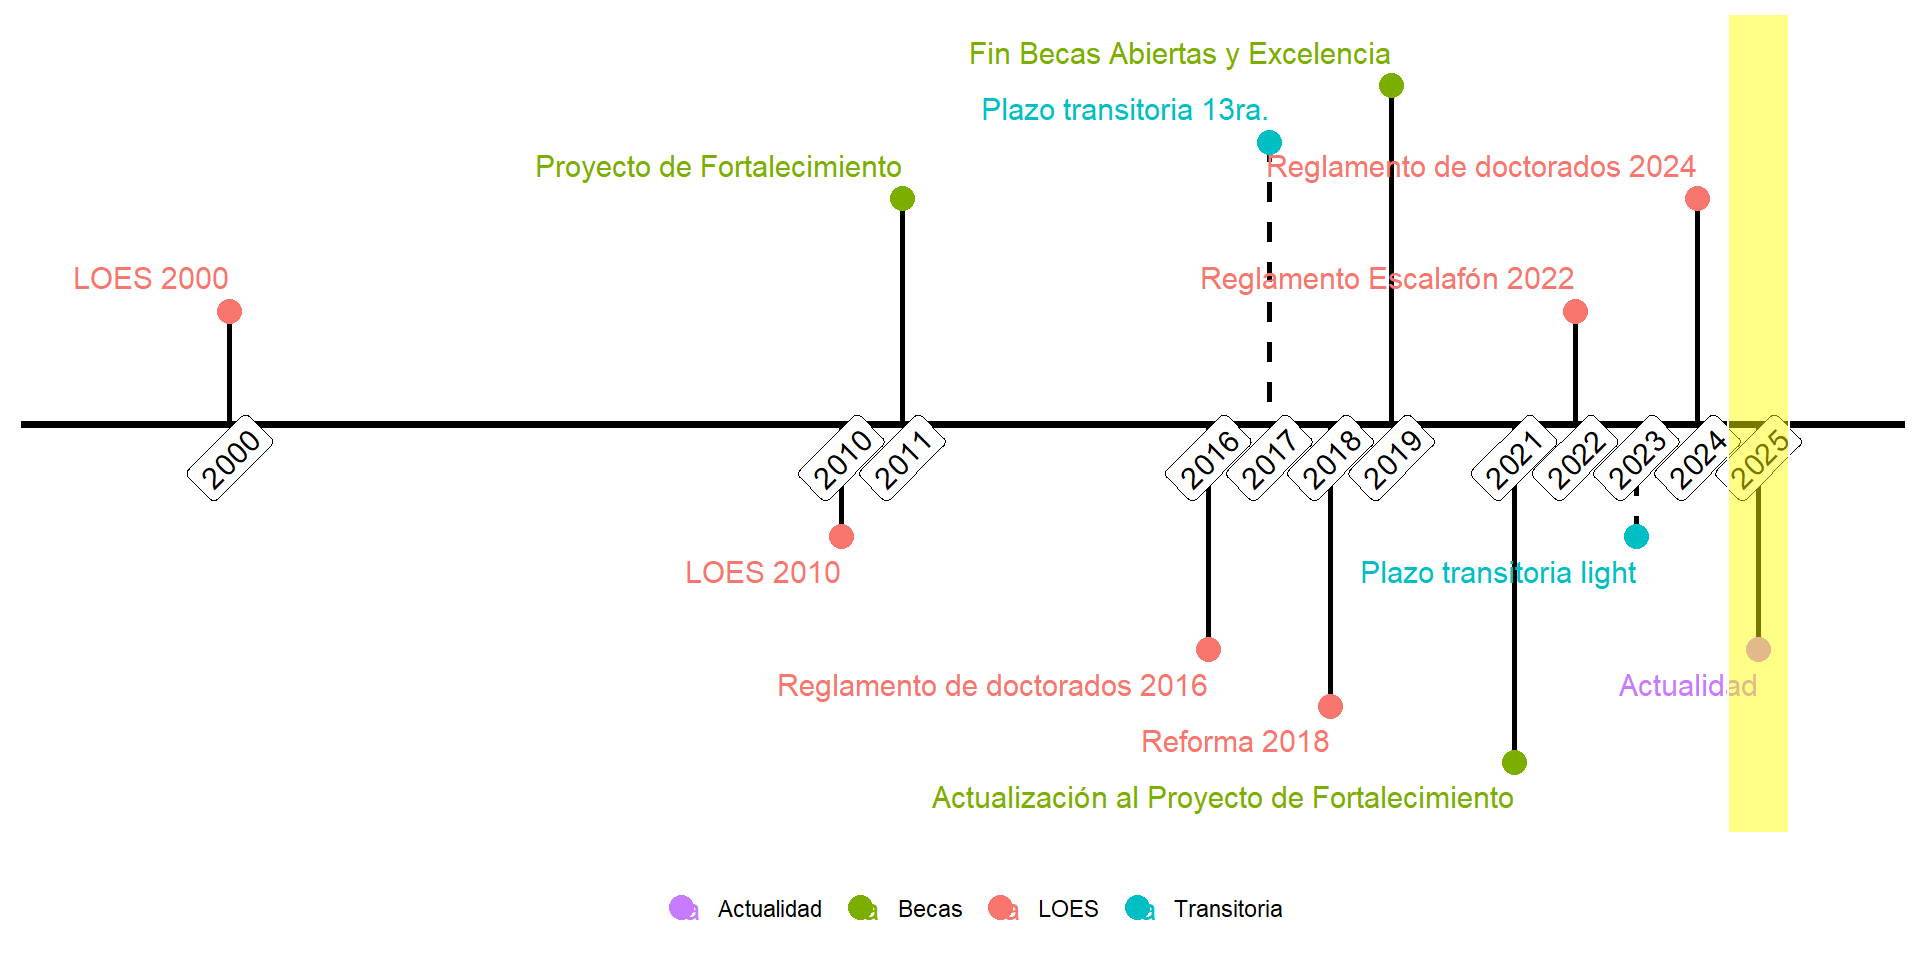 Fin Becas Abiertas y Excelencia
Plazo transitoria 13ra.
Proyecto de Fortalecimiento
Reglamento de doctorados 2024
LOES 2000
Reglamento Escalafón 2022
2000
2010
2011
2016
2017
2018
2019
2021
2022
2023
2024
2025
LOES 2010
Plazo transitoria light
Reglamento de doctorados 2016
Actualidad
Reforma 2018
Actualización al Proyecto de Fortalecimiento
a Actualidad a Becas a LOES a Transitoria